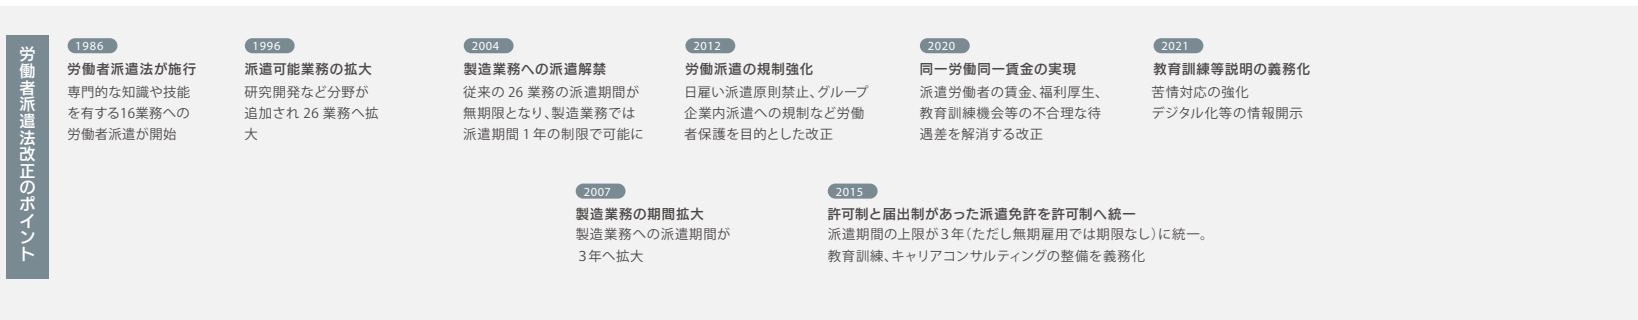 労働者派遣法改正のポイント
1986
労働者派遣法が施行
専門的な知識や技能
を有する16業務への
労働者派遣が開始
1996
派遣可能業務の拡大
研究開発など分野が
追加され 26 業務へ拡
大
2004
製造業務への派遣解禁
従来の 26 業務の派遣期間が
無期限となり、製造業務では
派遣期間 1 年の制限で可能に
2007
製造業務の期間拡大
製造業務への派遣期間が
3年へ拡大
2012
労働派遣の規制強化
日雇い派遣原則禁止、グループ
企業内派遣への規制など労働
者保護を目的とした改正
2015
許可制と届出制があった派遣免許を許可制へ統一
派遣期間の上限が3年(ただし無期雇用では期限なし)に統一。
教育訓練、キャリアコンサルティングの整備を義務化
2020
同一労働同一賃金の実現
派遣労働者の賃金、福利厚生、
教育訓練機会等の不合理な待
遇差を解消する改正
2021
教育訓練等説明の義務化
苦情対応の強化
デジタル化等の情報開示